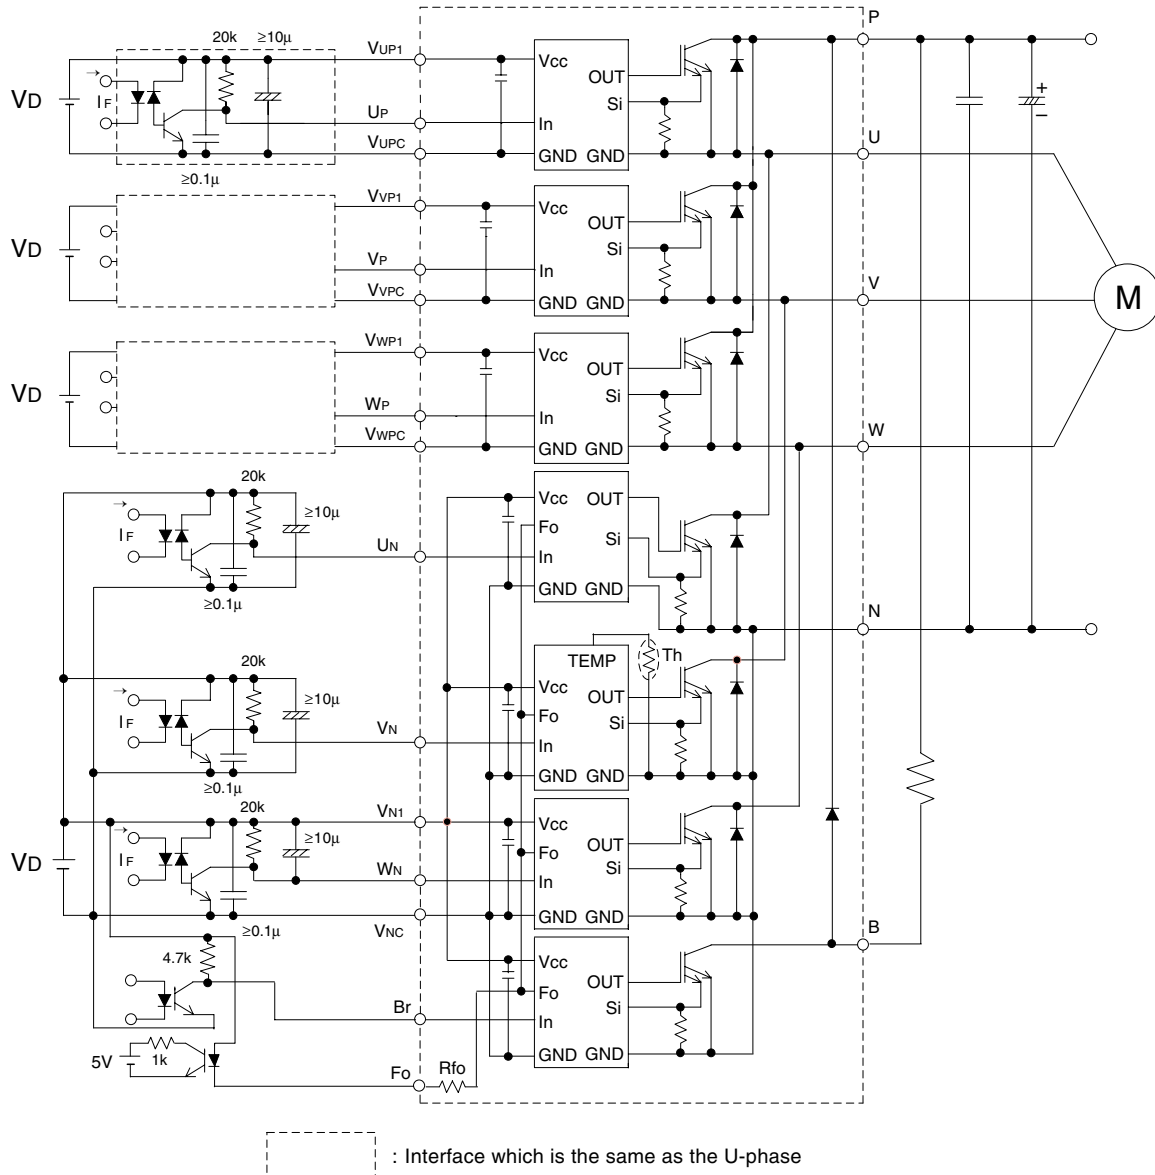 P
20k
≥10μ
VUP1
Vcc
OUT
VD
IF
Si
+
−
UP
In
U
VUPC
GND GND
≥0.1μ
VVP1
Vcc
OUT
VD
Si
VP
In
V
VVPC
GND GND
M
VWP1
Vcc
OUT
VD
Si
WP
In
W
VWPC
GND GND
20k
Vcc OUT
≥10μ
Fo
IF
Si
UN
In
GND GND
≥0.1μ
N
20k
TEMP
Th
Vcc
≥10μ
OUT
IF
Fo
Si
VN
In
GND GND
≥0.1μ
20k
VN1
Vcc
≥10μ
OUT
VD
IF
Fo
Si
WN
In
GND GND
≥0.1μ
VNC
B
4.7k
Vcc
OUT
Fo
Si
Br
In
5V
1k
GND GND
Fo
Rfo
: Interface which is the same as the U-phase